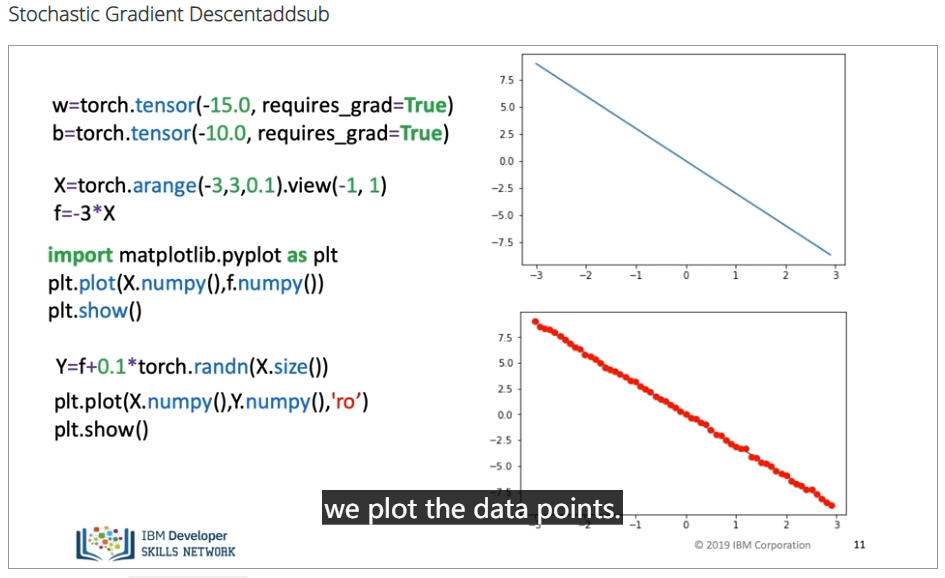 Stochastic Gradient Descentaddsub
w=torch.tensor(-15.0, requires_grad=True)
b=torch.tensor(-10.0, requires_grad=True)
X=torch.arange(-3,3,0.1).view(-1, 1)
f=-3*X
import matplotlib.pyplot as plt
plt.plot(X.numpy(),f.numpy())
plt.show()
Y=f+0.1*torch.randn(X.size())
plt.plot(X.numpy(),Y.numpy(),'ro’)
plt.show()
7.5
5.0
2.5
0.0
−2.5
−5.0
−7.5
−3 −2 −1 0 1 2 3
7.5
5.0
2.5
0.0
−2.5
−5.0
we plot the data points.
−1 0 1 2 3
IBM Developer
SKILLS NETWORK
© 2019 IBM Corporation
11